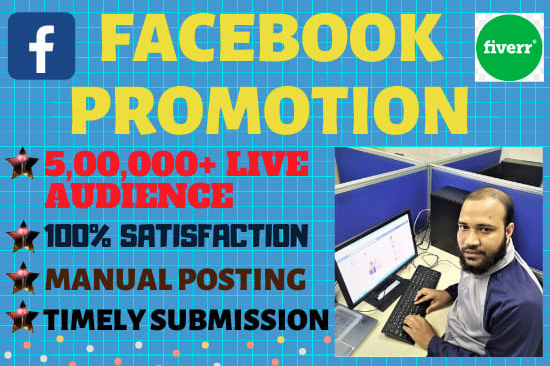 f
FACEBOOK
fiverr®
PROMOTION
5,00,000+ LIVE
AUDIENCE
100% SATISFACTION
MANUAL POSTING
TIMELY SUBMISSION